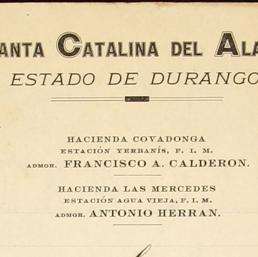 ANTA CATALINA DEL ALA
ESTADO DE DURANGO
HACIENDA COVADONGA
ESTACIÓN YERBANÍS, F. I. M.
ADMOR. FRANCISCO A. CALDERON.
HACIENDA LAS MERCEDES
ESTACIÓN AGUA VIEJA, F. I. M.
ADMOR. ANTONIO HERRAN.